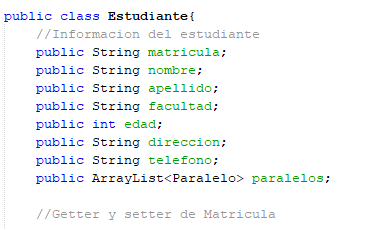 public class Estudiante{
//Informacion del estudiante
public String matricula;
public String nombre;
public String apellido;
public String facultad;
public int edad;
public String direccion;
public String telefono;
public ArrayList<Paralelo> paralelos;
//Getter y setter de Matricula